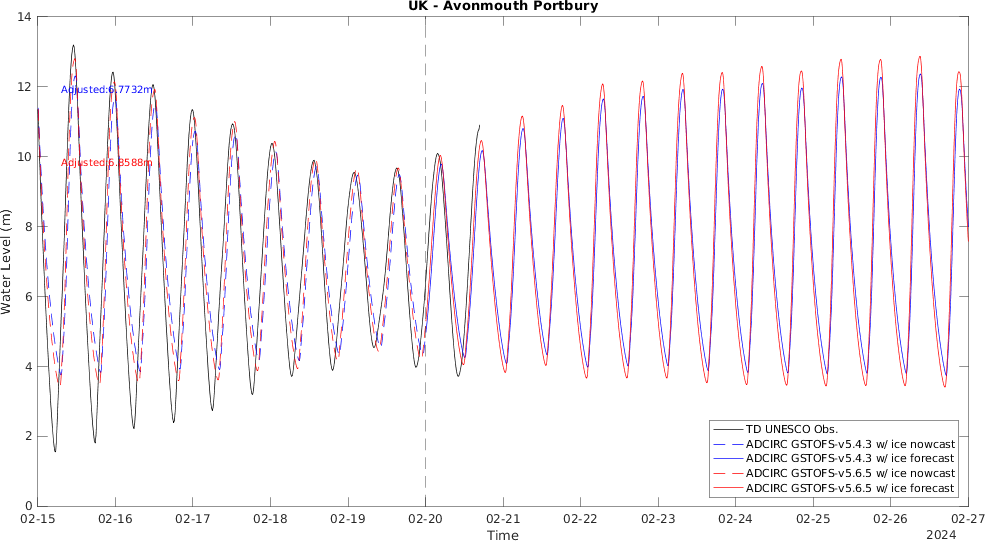 UK - Avonmouth Portbury
14
12
10
8
6
4
2
0
Water Level (m)
Adjusted:6.7732m
Adjusted:6.8588m
TD UNESCO Obs.
ADCIRC GSTOFS-v5.4.3 w/ ice nowcast
ADCIRC GSTOFS-v5.4.3 w/ ice forecast
ADCIRC GSTOFS-v5.6.5 w/ ice nowcast
ADCIRC GSTOFS-v5.6.5 w/ ice forecast
02-15 02-16 02-17 02-18 02-19 02-20 02-21 02-22 02-23 02-24 02-25 02-26 02-27
Time
2024